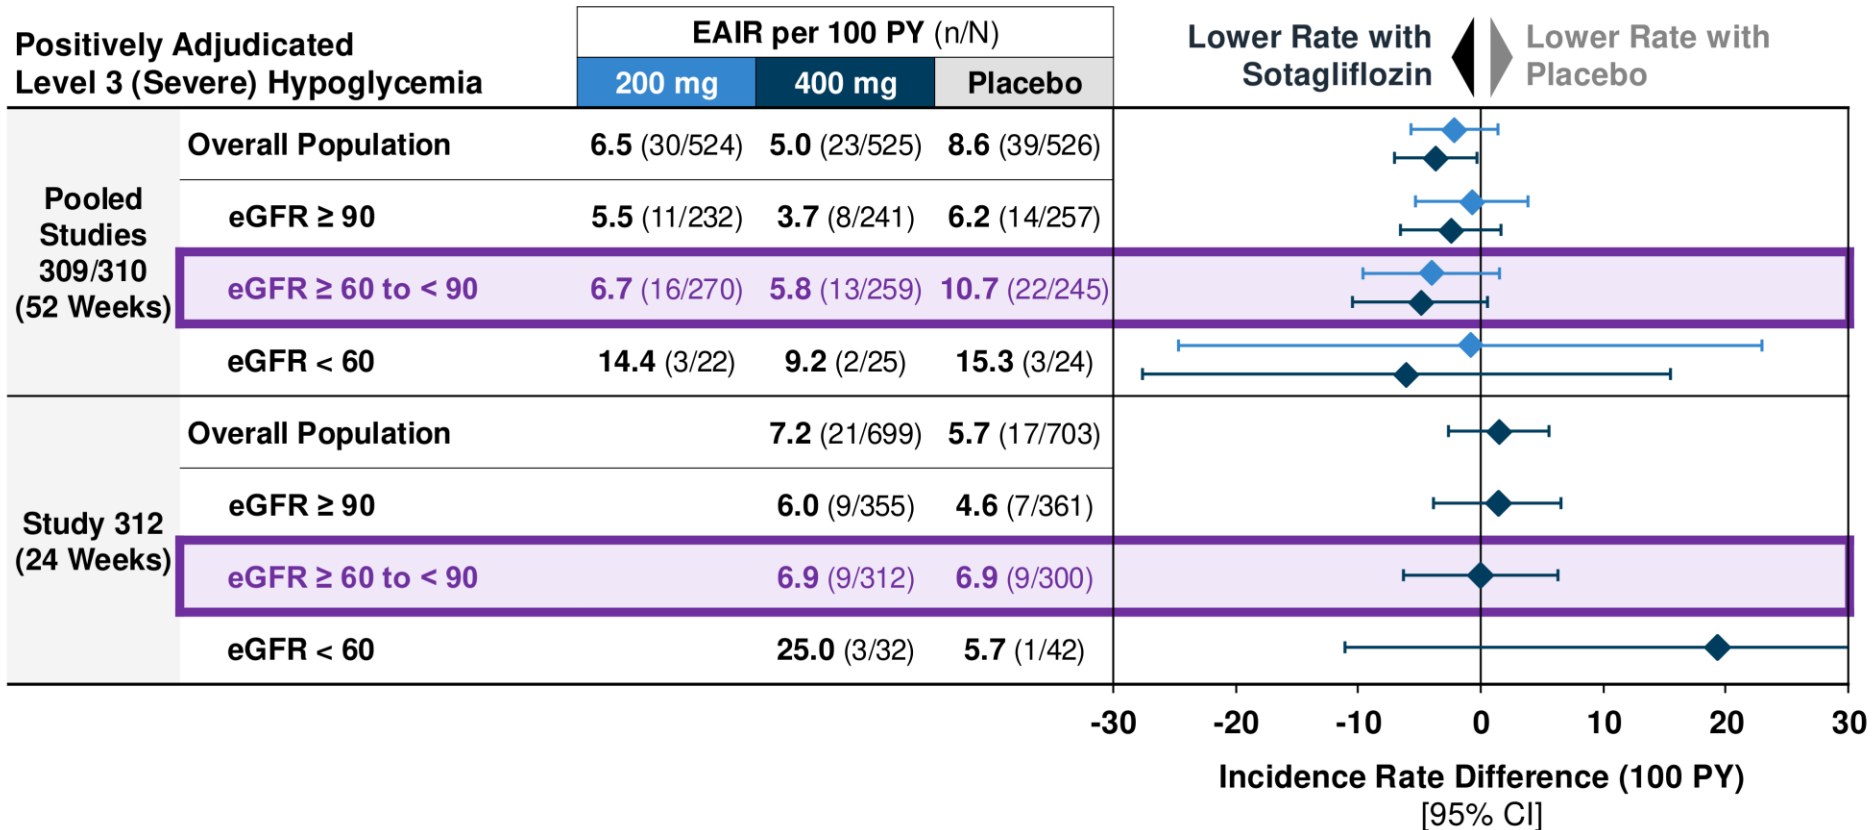 Positively Adjudicated
Level 3 (Severe) Hypoglycemia
EAIR per 100 PY (n/N)
200 mg 400 mg Placebo
Lower Rate with
Sotagliflozin
Lower Rate with
Placebo
Pooled
Studies
309/310
(52 Weeks)
Overall Population 6.5 (30/524) 5.0 (23/525) 8.6 (39/526)
eGFR ≥ 90 5.5 (11/232) 3.7 (8/241) 6.2 (14/257)
eGFR ≥ 60 to < 90 6.7 (16/270) 5.8 (13/259) 10.7 (22/245)
eGFR < 60 14.4 (3/22) 9.2 (2/25) 15.3 (3/24)
Study 312
(24 Weeks)
Overall Population 7.2 (21/699) 5.7 (17/703)
eGFR ≥ 90 6.0 (9/355) 4.6 (7/361)
eGFR ≥ 60 to < 90 6.9 (9/312) 6.9 (9/300)
eGFR < 60 25.0 (3/32) 5.7 (1/42)
-30 -20 -10 0 10 20 30
Incidence Rate Difference (100 PY)
[95% CI]